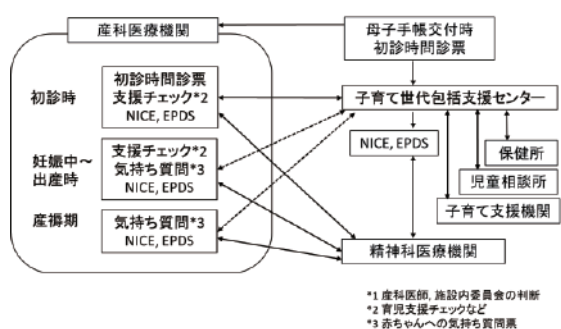 産科医療機関
母子手帳交付時
初診時問診票
初診時
初診時問診票
支援チェック*2
NICE, EPDS
子育て世代包括支援センター
妊娠中～
出産時
支援チェック*2
気持ち質問*3
NICE, EPDS
NICE, EPDS
保健所
児童相談所
子育て支援機関
産褥期
気持ち質問*3
NICE, EPDS
精神科医療機関
*1 産科医師, 施設内委員会の判断
*2 育児支援チェックなど
*3 赤ちゃんへの気持ち質問票